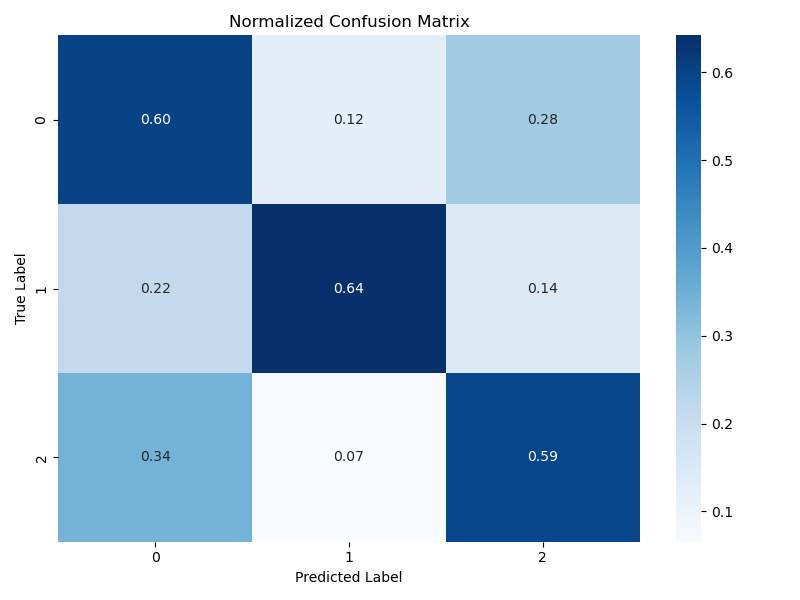 Normalized Confusion Matrix
True Label
0 0.60 0.12 0.28
1 0.22 0.64 0.14
2 0.34 0.07 0.59
0 1 2
Predicted Label
0.6
0.5
0.4
0.3
0.2
0.1